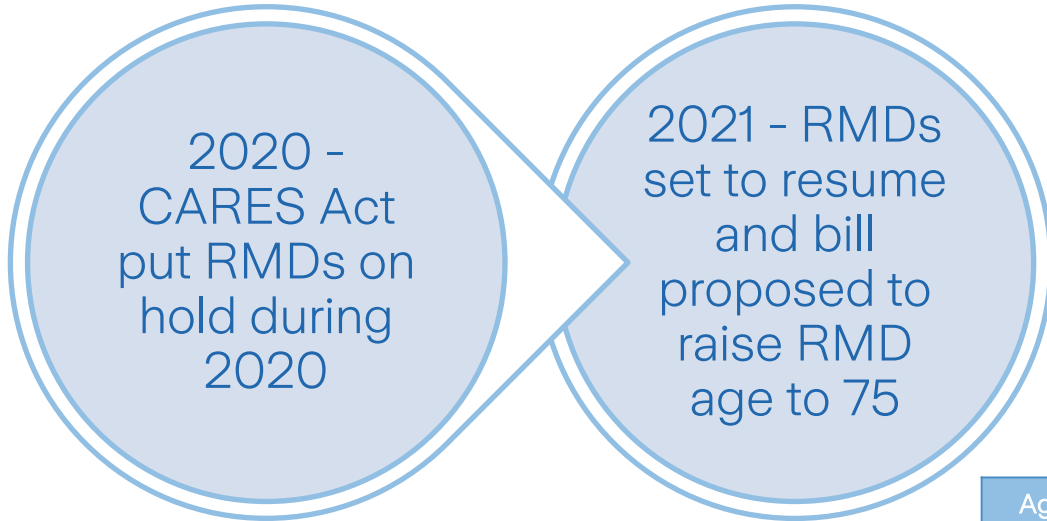 2020 -
CARES Act
put RMDs on
hold during
2020
2021 - RMDs
set to resume
and bill
proposed to
raise RMD
age to 75